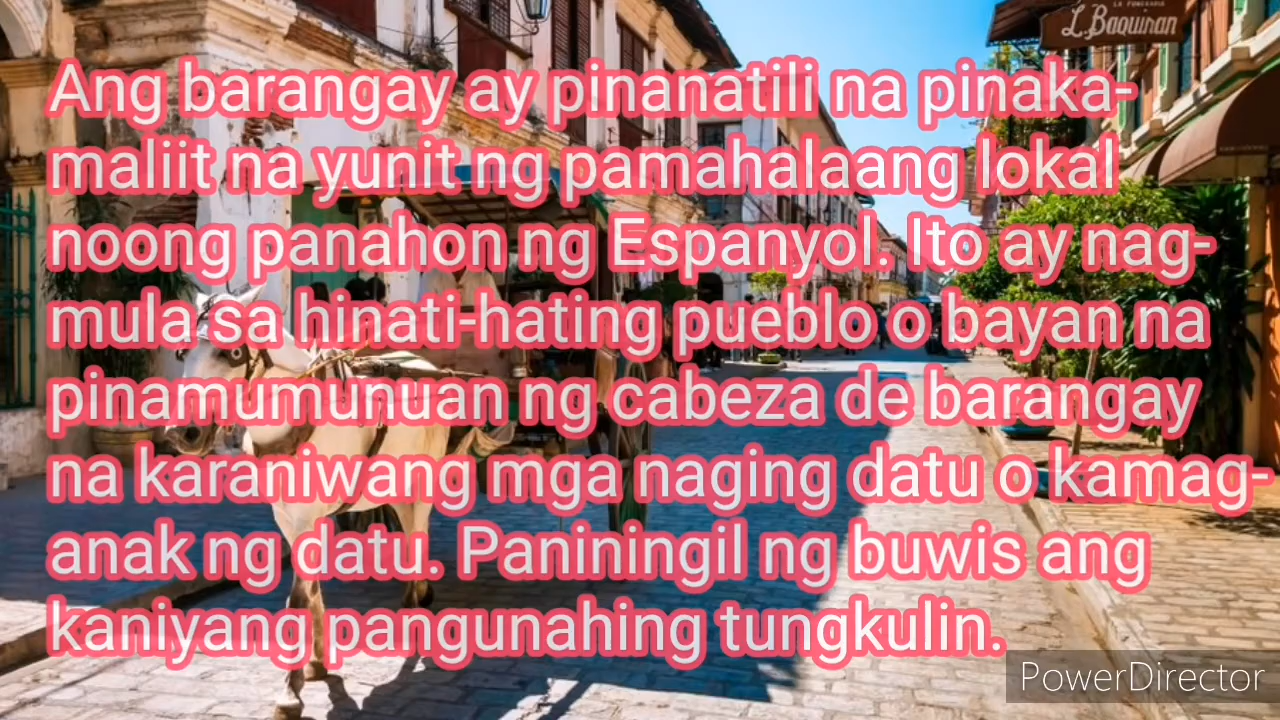 LA FUNERARIA
L. Baquiran
Ang barangay ay pinanatili na pinaka-
maliit na yunit ng pamahalaang lokal
noong panahon ng Espanyol. Ito ay nag-
mula sa hinati-hating pueblo o bayan na
pinamumunuan ng cabeza de barangay
na karaniwang mga naging datu o kamag-
anak ng datu. Paniningil ng buwis ang
kaniyang pangunahing tungkulin.
PowerDirector